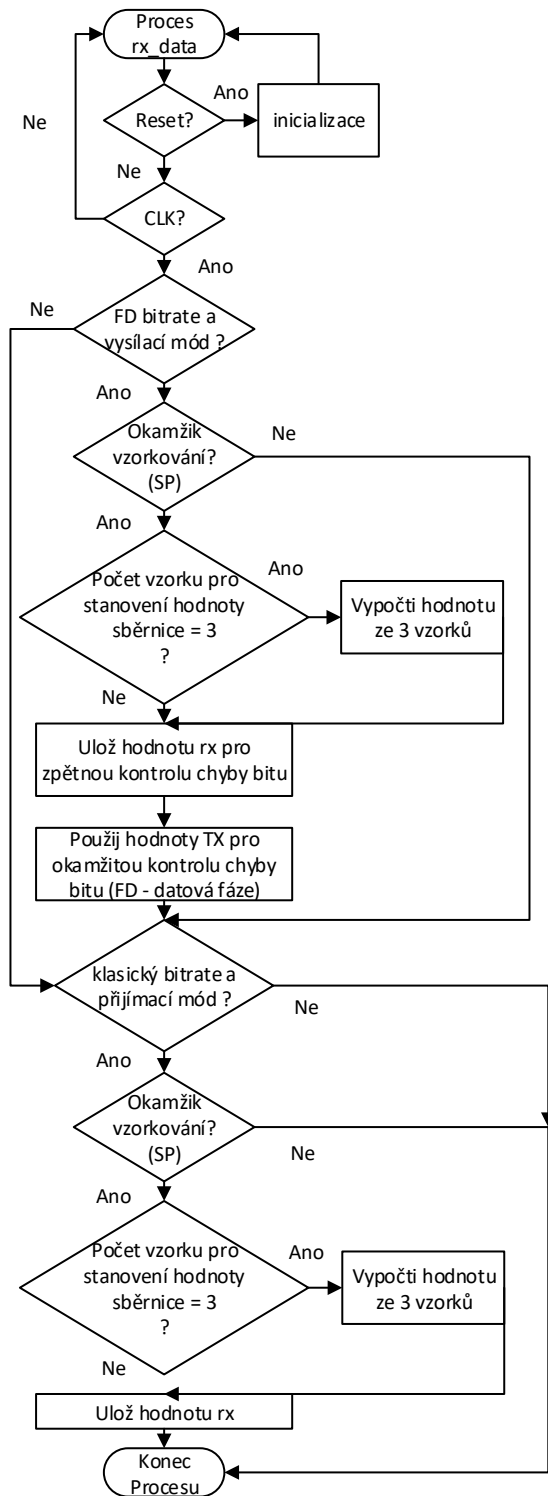 Proces
rx_data
Ano
Ne
Reset?
inicializace
Ne
CLK?
Ano
Ne
FD bitrate a
vysílací mód ?
Ano
Okamžik
vzorkování?
(SP)
Ne
Ano
Počet vzorku pro
stanovení hodnoty
sběrnice = 3
?
Ano
Vypočti hodnotu
ze 3 vzorků
Ne
Ulož hodnotu rx pro
zpětnou kontrolu chyby bitu
Použij hodnoty TX pro
okamžitou kontrolu chyby
bitu (FD - datová fáze)
klasický bitrate a
přijímací mód ?
Ne
Ano
Okamžik
vzorkování?
(SP)
Ne
Ano
Počet vzorku pro
stanovení hodnoty
sběrnice = 3
?
Ano
Vypočti hodnotu
ze 3 vzorků
Ne
Ulož hodnotu rx
Konec
Procesu